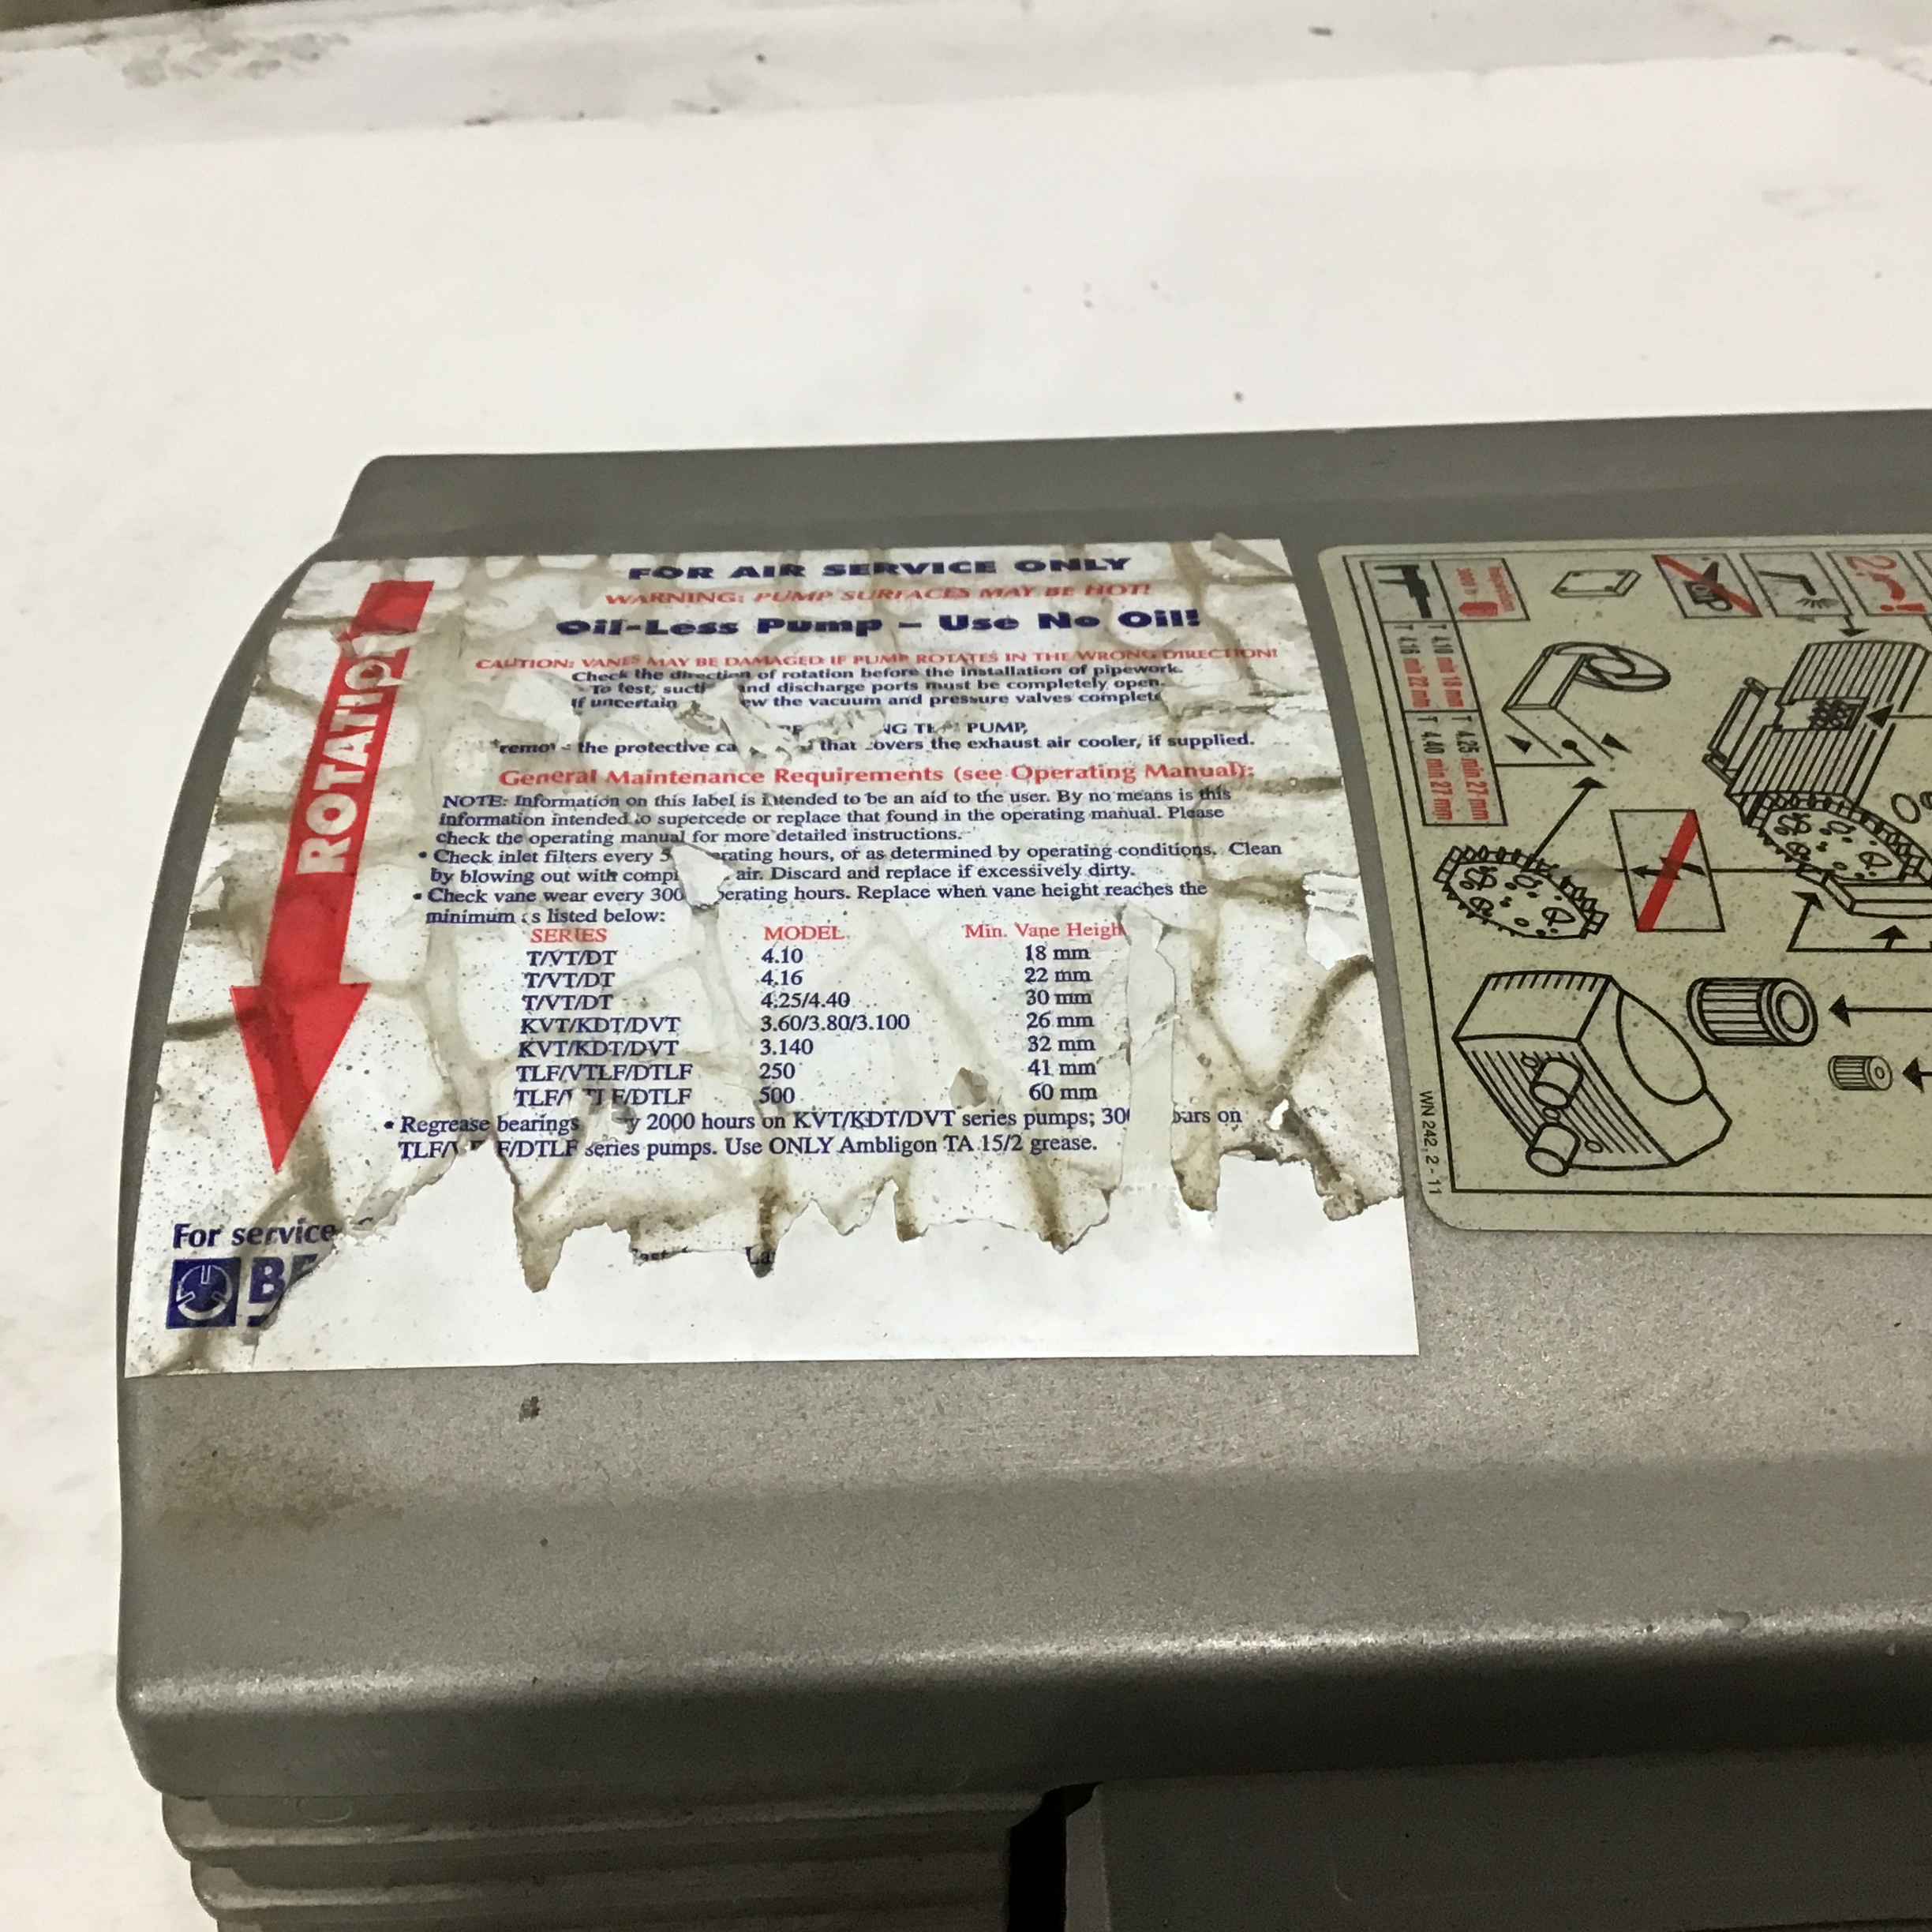 FOR AIR SERVICE ONLY
WARNING: PUMP SURFACES MAY BE HOT!
Oil-Less Pump – Use No Oil!
CAUTION: VANES MAY BE DAMAGED IF PUMP ROTATES IN THE WRONG DIRECTION!
Check the direction of rotation before the installation of pipework.
To test, discharge ports must be completely open.
If uncertain the vacuum and pressure valves
PUMP,
the protective that covers the exhaust air cooler, if supplied.
General Maintenance Requirements (see Operating Manual):
NOTE: Information on this label is intended to be an aid to the user. By no means is this
information intended to supercede or replace that found in the operating manual. Please
check the operating manual for more detailed instructions.
• Check inlet filters every hours, or as determined by operating conditions. Clean
by blowing out with air. Discard and replace if excessively dirty.
• Check vane wear every hours. Replace when vane height reaches the
minimum as listed below:
SERIES MODEL Min. Vane
T/VT/DT 4.10 18 mm
T/VT/DT 4.16 22 mm
T/VT/DT 4.25/4.40 30 mm
KVT/KDT/DVT 3.60/3.80/3.100 26 mm
KVT/KDT/DVT 3.140 32 mm
TLF/VTLF/DTLF 250 41 mm
TLF/VTLF/DTLF 500 60 mm
• Regrease bearings 2000 hours on KVT/KDT/DVT series pumps; on
series pumps. Use ONLY Ambligon TA 15/2 grease.
ROTATION
For service
3000 h
T 4.10 min 18 mm
T 4.16 min 22 mm
T 4.25 min 27 mm
T 4.40 min 27 mm
WN 242, 2 - 11